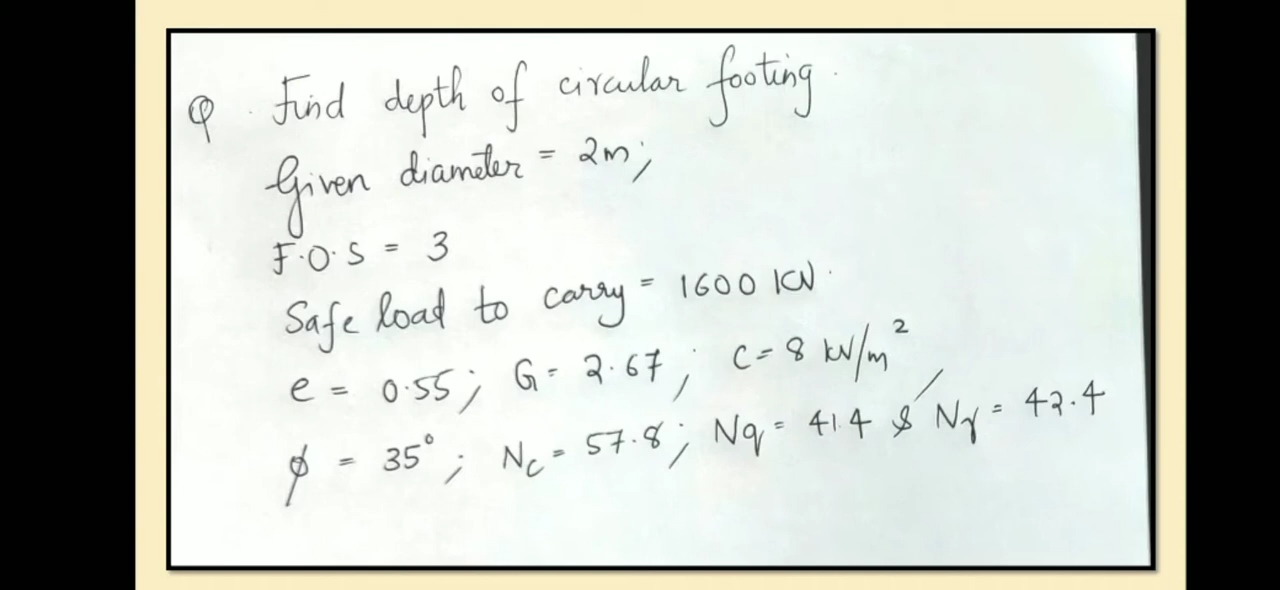 Q. Find depth of circular footing.
Given diameter = 2m;
F.O.S = 3
Safe load to carry = 1600 KN.
e = 0.55; G = 2.67; C = 8 kN/m²
ϕ = 35°; Nc = 57.8; Nq = 41.4 & Nγ = 42.4